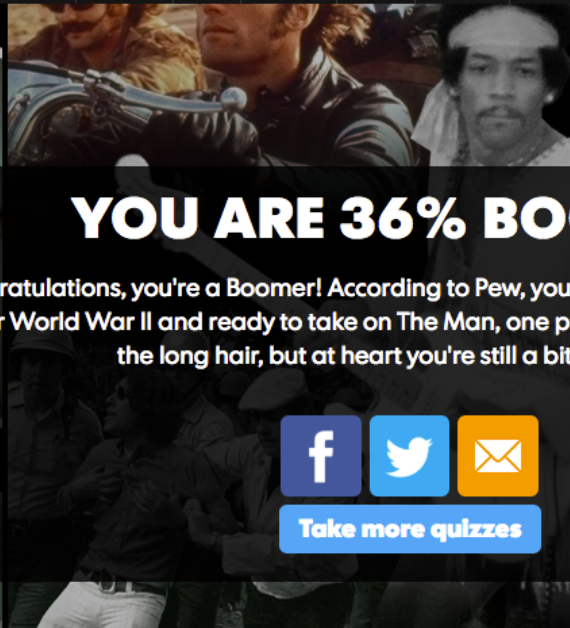 YOU ARE 36% BO
ratulations, you're a Boomer! According to Pew, you
r World War II and ready to take on The Man, one p
the long hair, but at heart you're still a bit
Take more quizzes